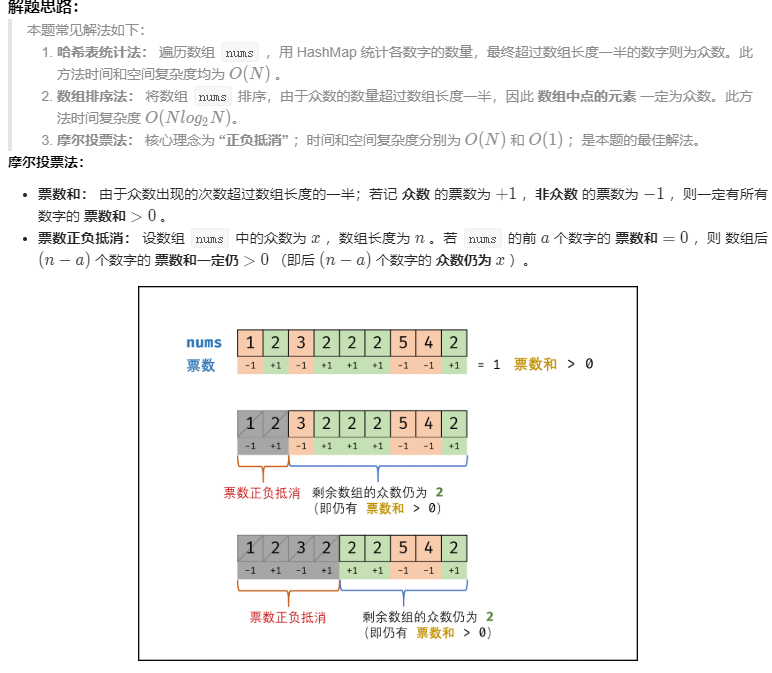 解题思路：
本题常见解法如下：
1. 哈希表统计法： 遍历数组 nums ，用 HashMap 统计各数字的数量，最终超过数组长度一半的数字则为众数。此
方法时间和空间复杂度均为 O(N) 。
2. 数组排序法： 将数组 nums 排序，由于众数的数量超过数组长度一半，因此 数组中点的元素 一定为众数。此方
法时间复杂度 O(Nlog₂N)。
3. 摩尔投票法： 核心理念为 “正负抵消” ；时间和空间复杂度分别为 O(N) 和 O(1) ；是本题的最佳解法。
摩尔投票法：
• 票数和： 由于众数出现的次数超过数组长度的一半；若记 众数 的票数为 +1 ，非众数 的票数为 −1 ，则一定有所有
数字的 票数和 > 0 。
• 票数正负抵消： 设数组 nums 中的众数为 x ，数组长度为 n 。若 nums 的前 a 个数字的 票数和 = 0 ，则 数组后
(n − a) 个数字的 票数和一定仍 > 0 （即后 (n − a) 个数字的 众数仍为 x ）。
nums 1 2 3 2 2 2 5 4 2
票数 -1 +1 -1 +1 +1 +1 -1 -1 +1 = 1 票数和 > 0
1 2 3 2 2 2 5 4 2
-1 +1 -1 +1 +1 +1 -1 -1 +1
票数正负抵消 剩余数组的众数仍为 2
（即仍有 票数和 > 0）
1 2 3 2 2 2 5 4 2
-1 +1 -1 +1 +1 +1 -1 -1 +1
票数正负抵消 剩余数组的众数仍为 2
（即仍有 票数和 > 0）